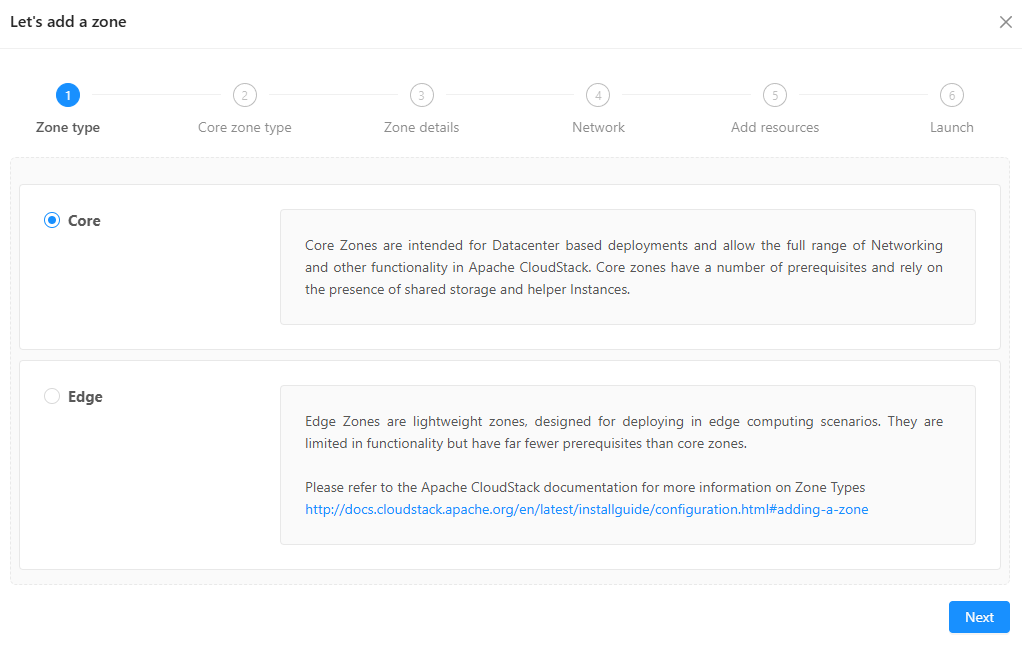 Let's add a zone
1
2
3
4
5
6
Zone type
Core zone type
Zone details
Network
Add resources
Launch
Core
Core Zones are intended for Datacenter based deployments and allow the full range of Networking
and other functionality in Apache CloudStack. Core zones have a number of prerequisites and rely on
the presence of shared storage and helper Instances.
Edge
Edge Zones are lightweight zones, designed for deploying in edge computing scenarios. They are
limited in functionality but have far fewer prerequisites than core zones.
Please refer to the Apache CloudStack documentation for more information on Zone Types
http://docs.cloudstack.apache.org/en/latest/installguide/configuration.html#adding-a-zone
Next